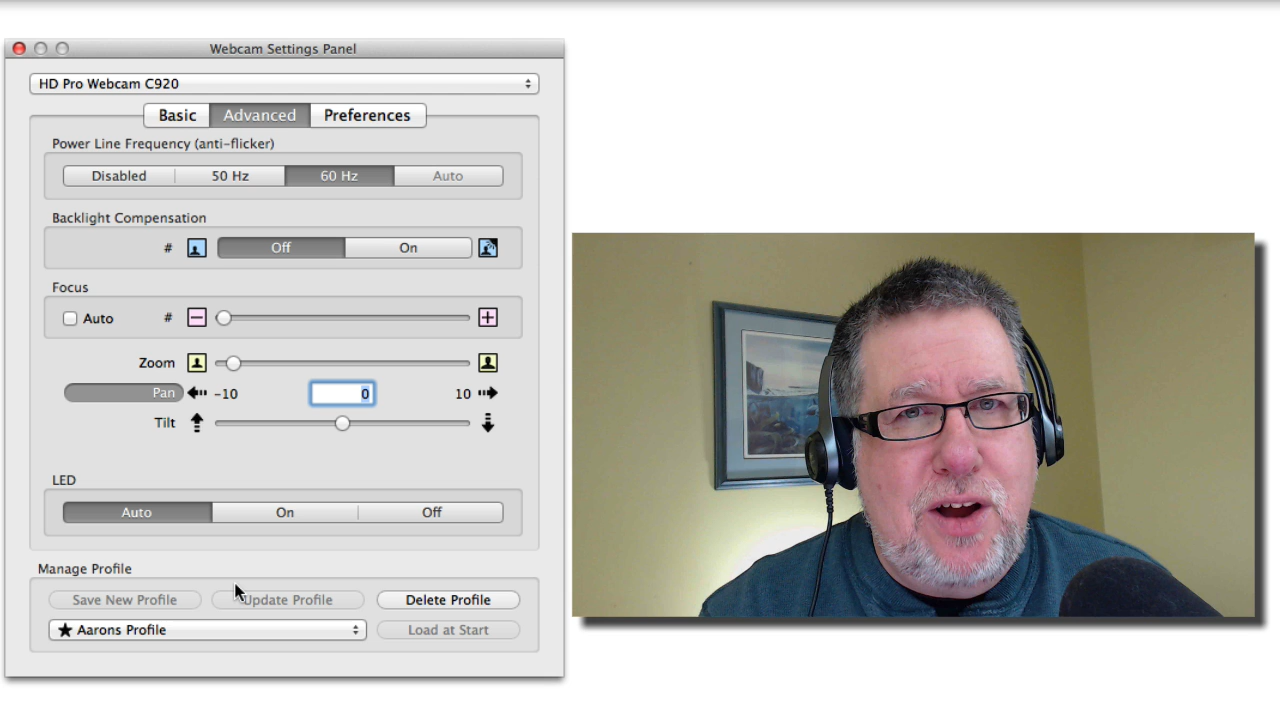 Webcam Settings Panel
HD Pro Webcam C920
Basic Advanced Preferences
Power Line Frequency (anti-flicker)
Disabled 50 Hz 60 Hz Auto
Backlight Compensation
# Off On
Focus
Auto #
Zoom
Pan -10 0 10
Tilt
LED
Auto On Off
Manage Profile
Save New Profile Update Profile Delete Profile
Aarons Profile Load at Start